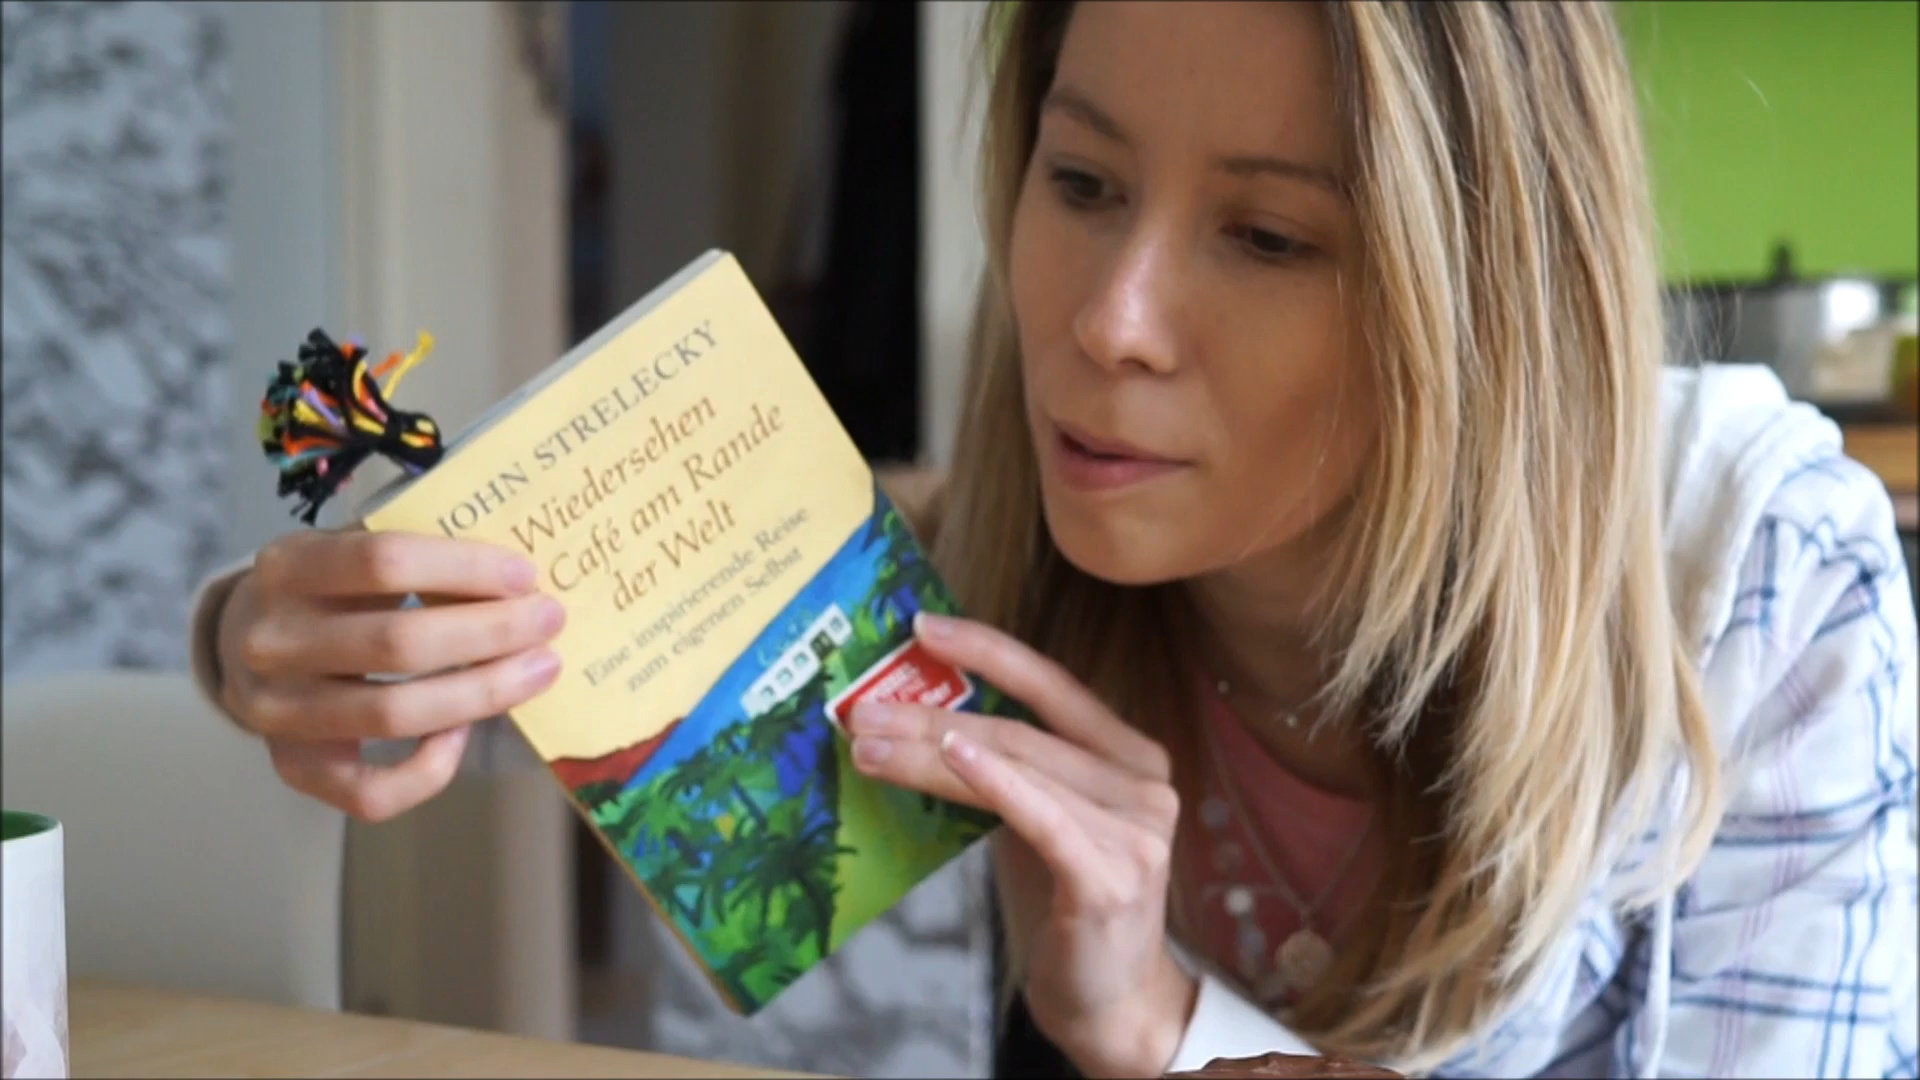 JOHN STRELECKY
Wiedersehen
Café am Rande
der Welt
Eine inspirierende Reise
zum eigenen Selbst